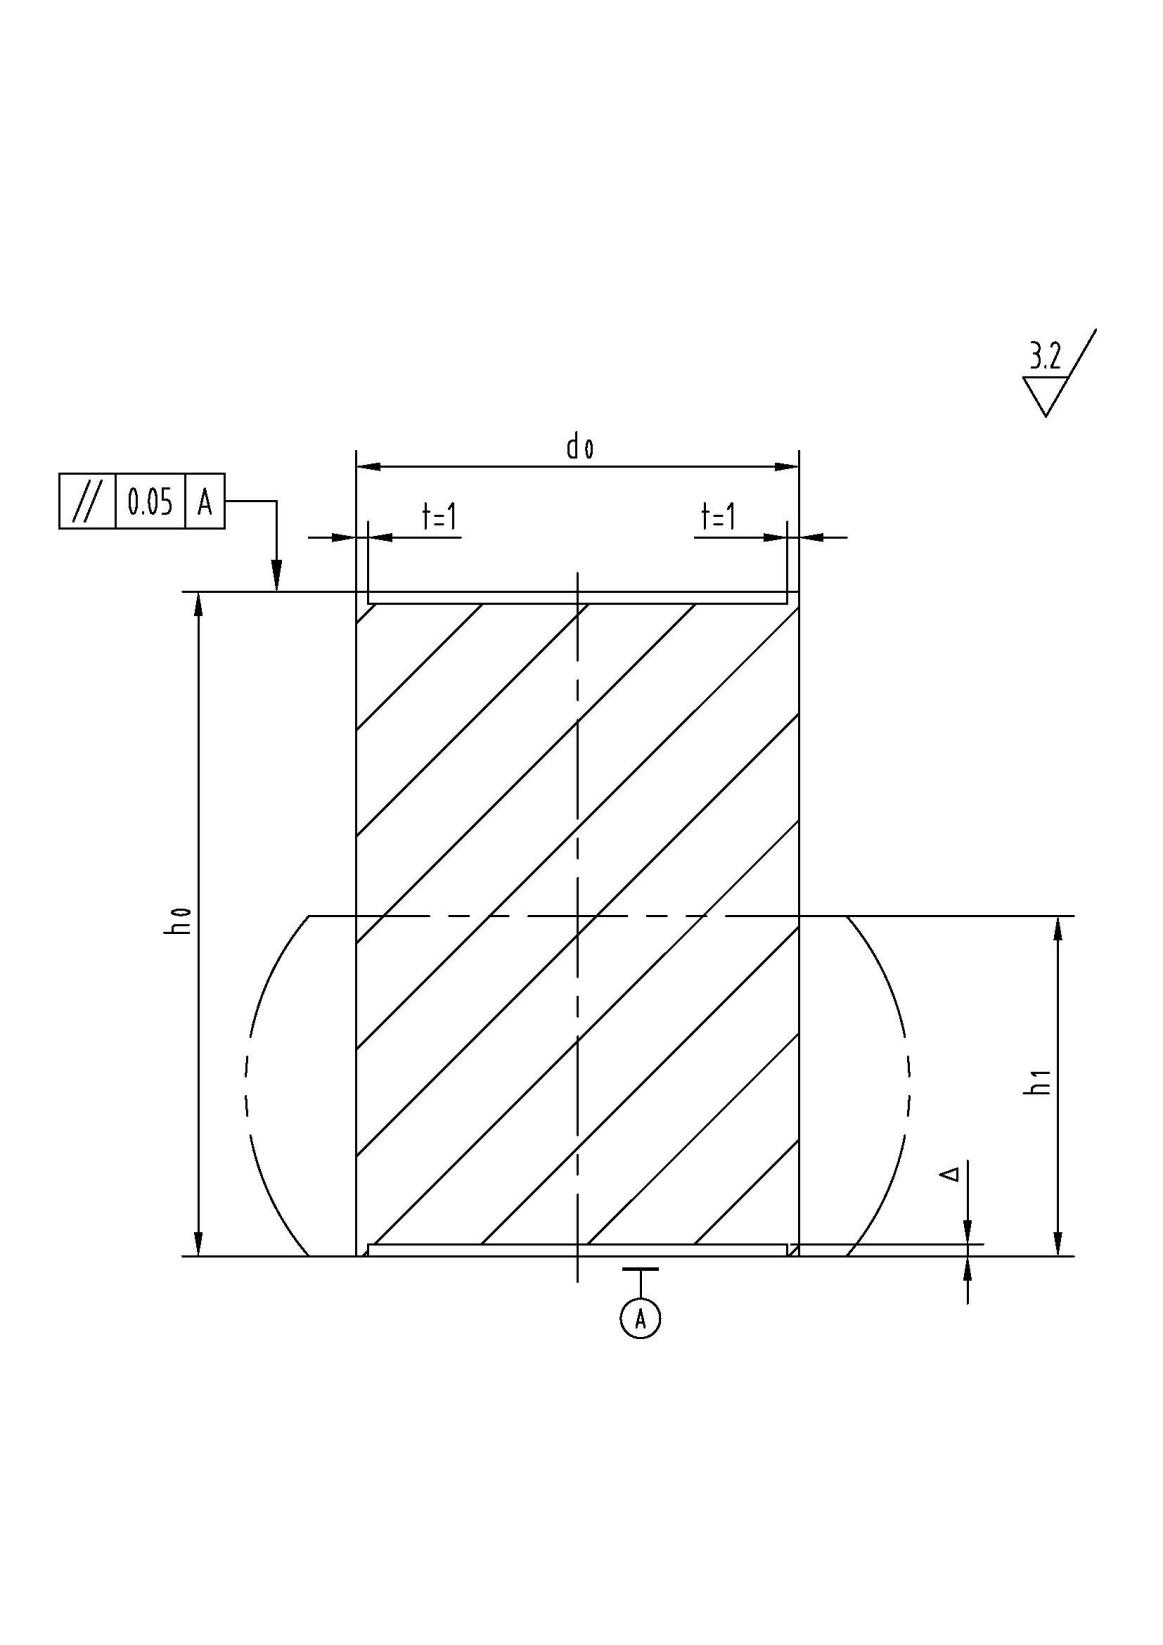 3.2
d0
// 0.05 A
t=1
t=1
h0
h1
Δ
A